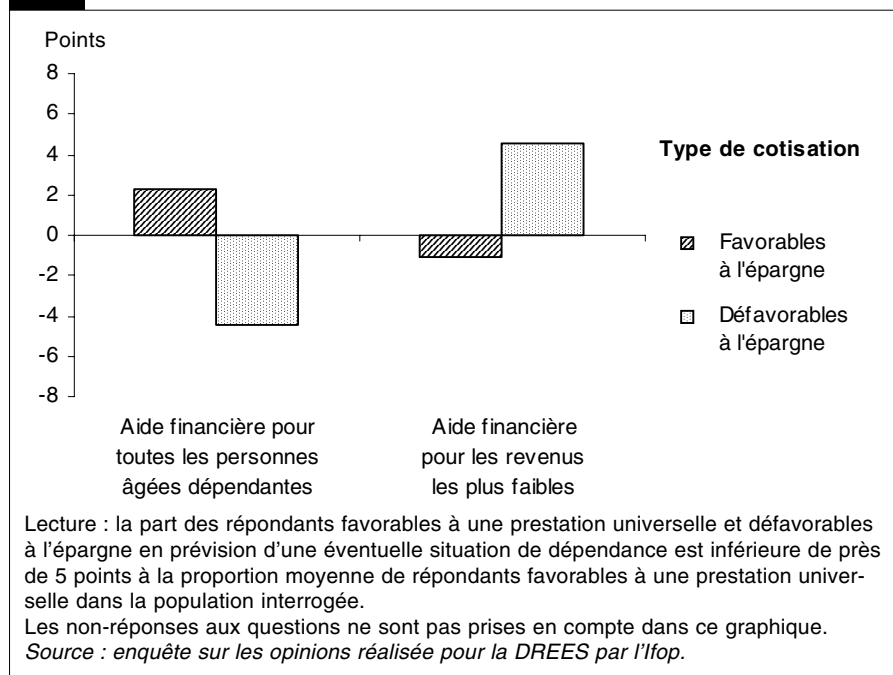 Points
8
6
4
2
0
-2
-4
-6
-8
Type de cotisation
Favorables
à l'épargne
Défavorables
à l'épargne
Aide financière pour
toutes les personnes
âgées dépendantes
Aide financière
pour les revenus
les plus faibles
Lecture : la part des répondants favorables à une prestation universelle et défavorables
à l’épargne en prévision d’une éventuelle situation de dépendance est inférieure de près
de 5 points à la proportion moyenne de répondants favorables à une prestation univer-
selle dans la population interrogée.
Les non-réponses aux questions ne sont pas prises en compte dans ce graphique.
Source : enquête sur les opinions réalisée pour la DREES par l’Ifop.